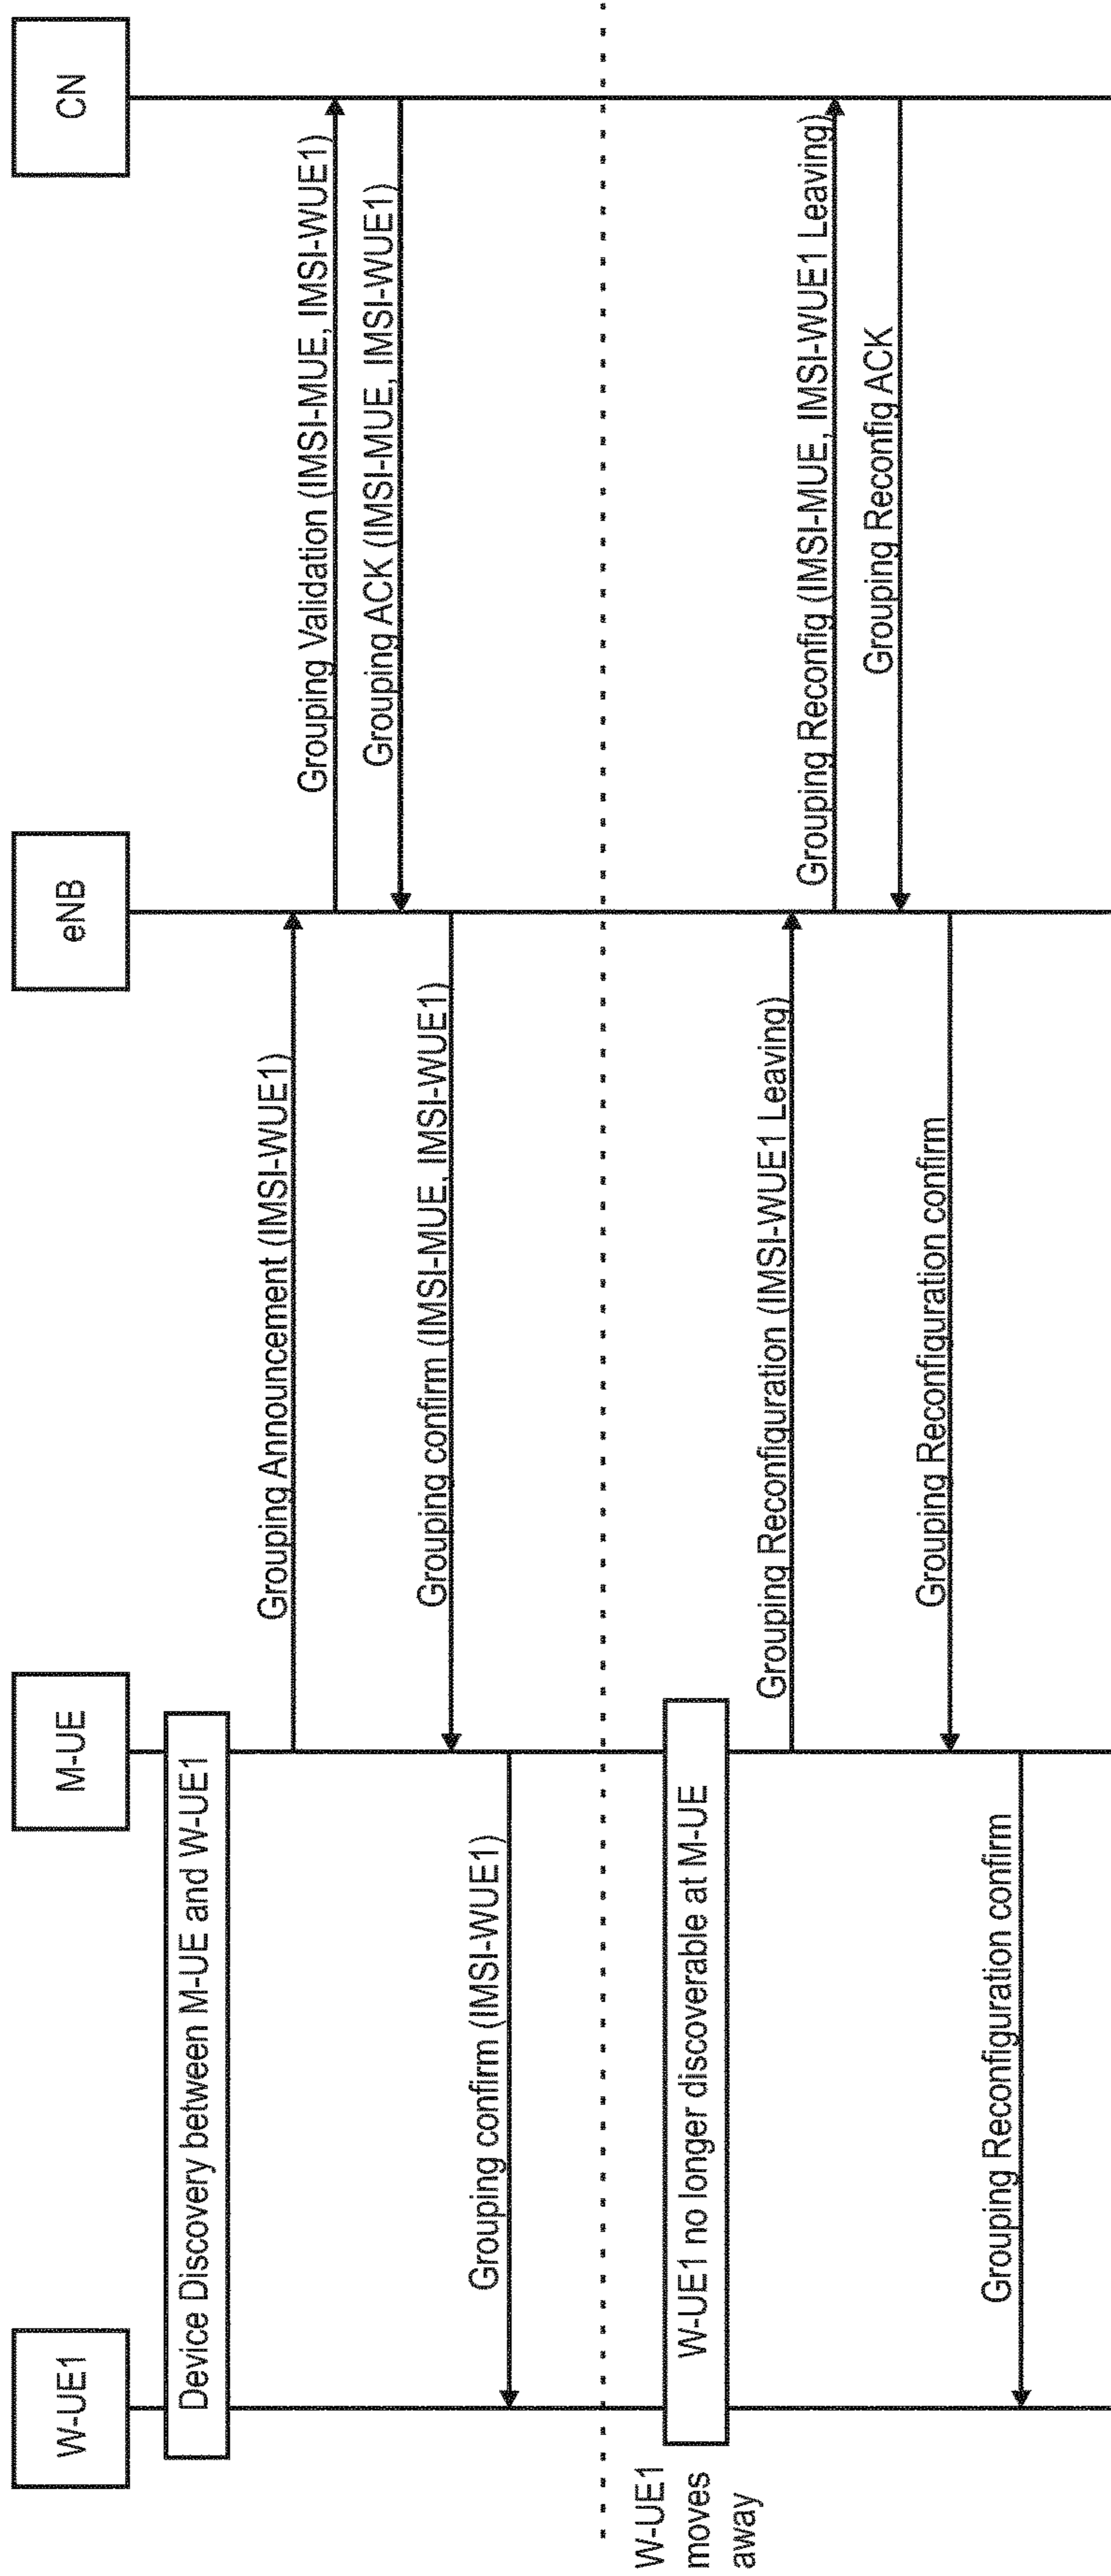 W-UE1
M-UE
eNB
CN
Device Discovery between M-UE and W-UE1
Grouping Announcement (IMSI-WUE1)
Grouping Validation (IMSI-MUE, IMSI-WUE1)
Grouping ACK (IMSI-MUE, IMSI-WUE1)
Grouping confirm (IMSI-MUE, IMSI-WUE1)
Grouping confirm (IMSI-WUE1)
W-UE1
moves
away
W-UE1 no longer discoverable at M-UE
Grouping Reconfiguration (IMSI-WUE1 Leaving)
Grouping Reconfig (IMSI-MUE, IMSI-WUE1 Leaving)
Grouping Reconfig ACK
Grouping Reconfiguration confirm
Grouping Reconfiguration confirm